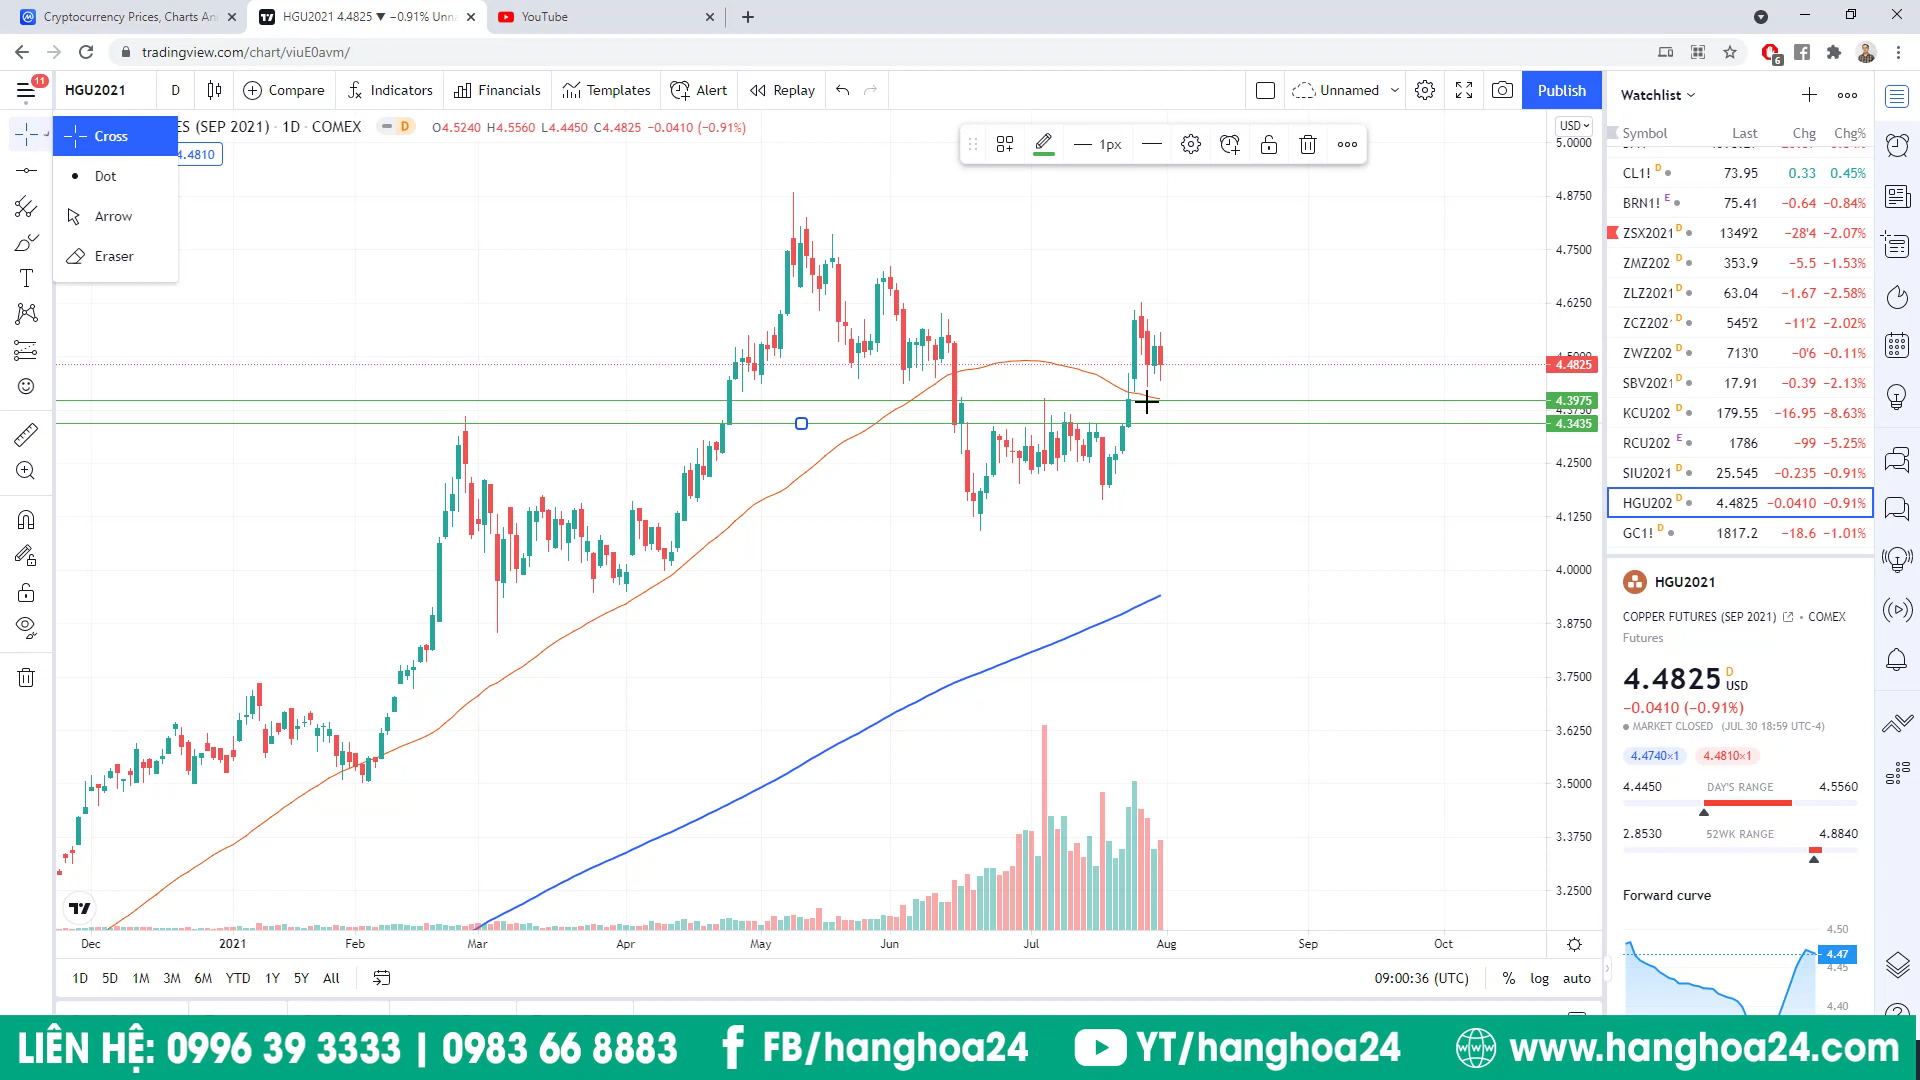 Cryptocurrency Prices, Charts An
HGU2021 4.4825 ▼ −0.91% Unna
YouTube
tradingview.com/chart/viuE0avm/
6
11
HGU2021
D
Compare
Indicators
Financials
Templates
Alert
Replay
Unnamed
Publish
Cross
Dot
Arrow
Eraser
ES (SEP 2021) · 1D · COMEX
D
O4.5240 H4.5560 L4.4450 C4.4825 −0.0410 (−0.91%)
4.4810
1px
USD
5.0000
4.8750
4.7500
4.6250
4.4825
4.3975
4.3750
4.3435
4.2500
4.1250
4.0000
3.8750
3.7500
3.6250
3.5000
3.3750
3.2500
Dec
2021
Feb
Mar
Apr
May
Jun
Jul
Aug
Sep
Oct
1D
5D
1M
3M
6M
YTD
1Y
5Y
All
09:00:36 (UTC)
%
log
auto
Watchlist
Symbol Last Chg Chg%
CL1! D 73.95 0.33 0.45%
BRN1! E 75.41 −0.64 −0.84%
ZSX2021 D 1349'2 −28'4 −2.07%
ZMZ202 D 353.9 −5.5 −1.53%
ZLZ2021 D 63.04 −1.67 −2.58%
ZCZ202 D 545'2 −11'2 −2.02%
ZWZ202 D 713'0 −0'6 −0.11%
SBV2021 D 17.91 −0.39 −2.13%
KCU202 D 179.55 −16.95 −8.63%
RCU202 E 1786 −99 −5.25%
SIU2021 D 25.545 −0.235 −0.91%
HGU202 D 4.4825 −0.0410 −0.91%
GC1! D 1817.2 −18.6 −1.01%
HGU2021
COPPER FUTURES (SEP 2021) • COMEX
Futures
4.4825 D USD
−0.0410 (−0.91%)
MARKET CLOSED (JUL 30 18:59 UTC-4)
4.4740×1
4.4810×1
4.4450 DAY'S RANGE 4.5560
2.8530 52WK RANGE 4.8840
Forward curve
4.50
4.47
4.45
4.40
LIÊN HỆ: 0996 39 3333 | 0983 66 8883
FB/hanghoa24
YT/hanghoa24
www.hanghoa24.com